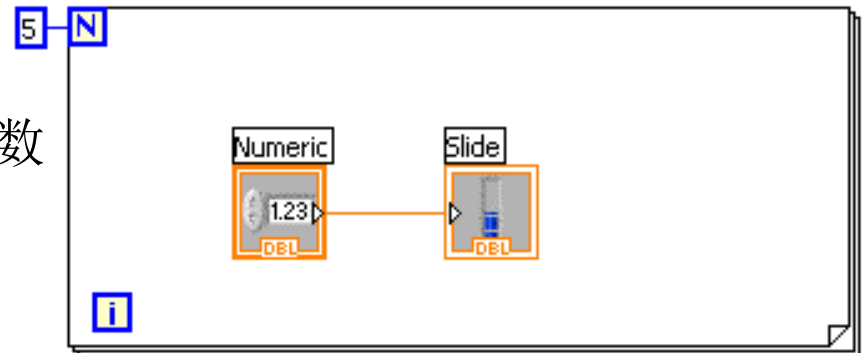 5 N
数
Numeric Slide
1.23
DBL DBL
i